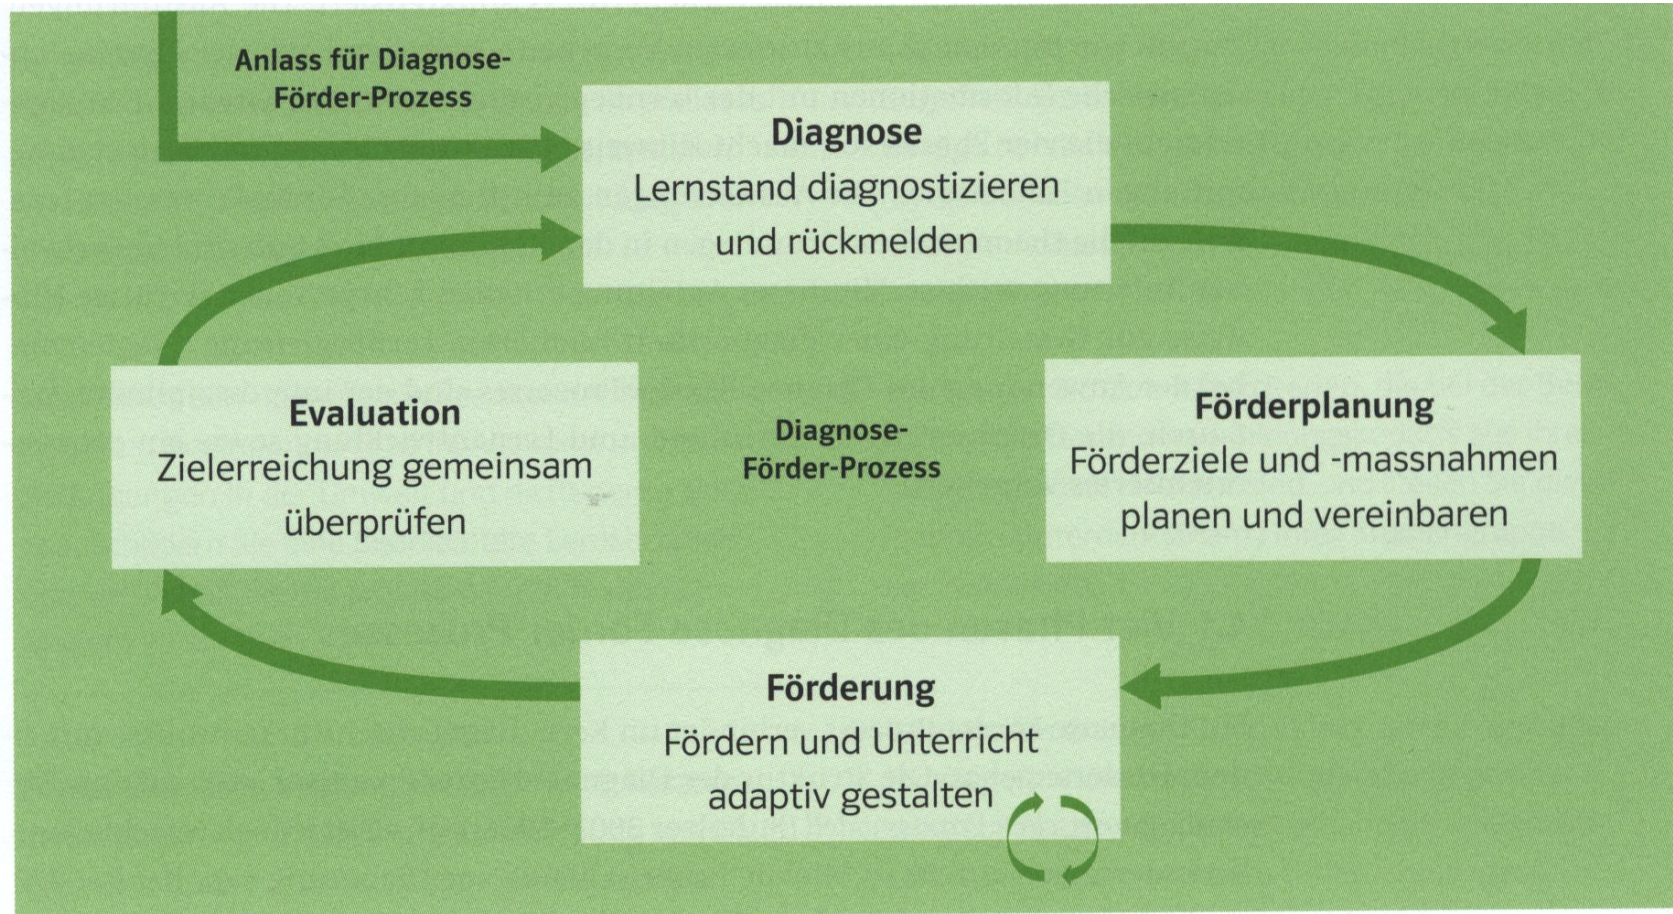 Anlass für Diagnose-
Förder-Prozess
Diagnose
Lernstand diagnostizieren
und rückmelden
Evaluation
Zielerreichung gemeinsam
überprüfen
Diagnose-
Förder-Prozess
Förderplanung
Förderziele und -massnahmen
planen und vereinbaren
Förderung
Fördern und Unterricht
adaptiv gestalten